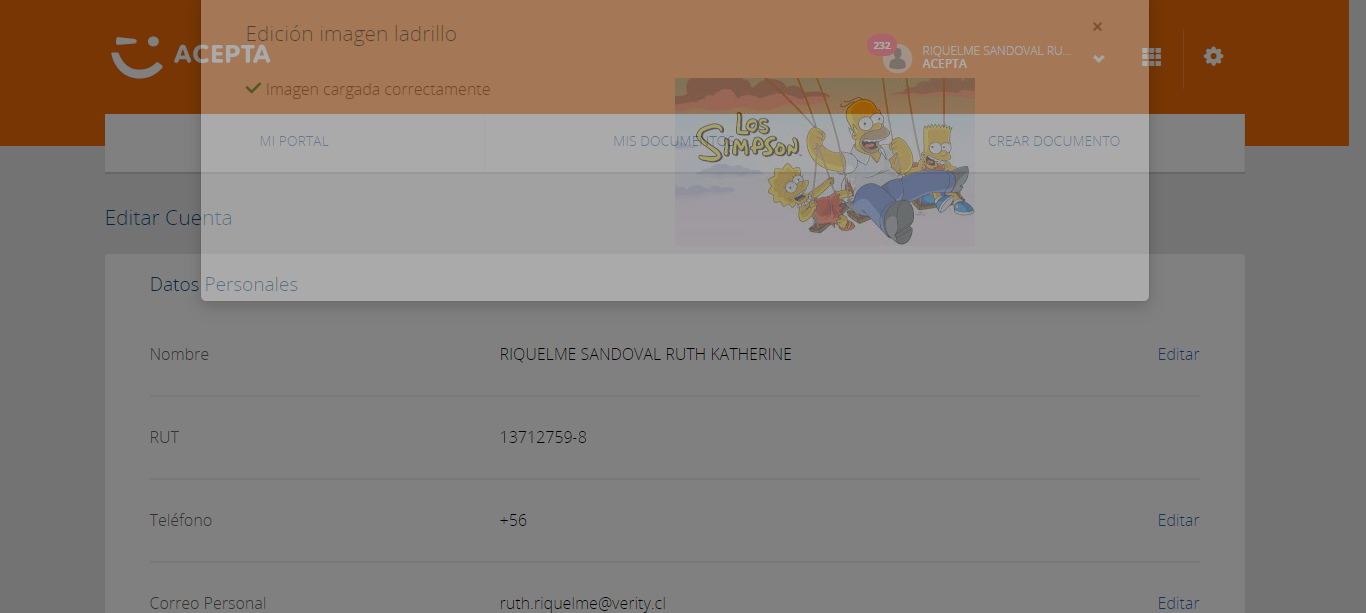 Edición imagen ladrillo
×
232
RIQUELME SANDOVAL RU...
ACEPTA
ACEPTA
Imagen cargada correctamente
LOS
SIMPSON
MI PORTAL
MIS DOCUMENTOS
CREAR DOCUMENTO
Editar Cuenta
Datos Personales
Nombre RIQUELME SANDOVAL RUTH KATHERINE Editar
RUT 13712759-8
Teléfono +56 Editar
Correo Personal ruth.riquelme@verity.cl Editar